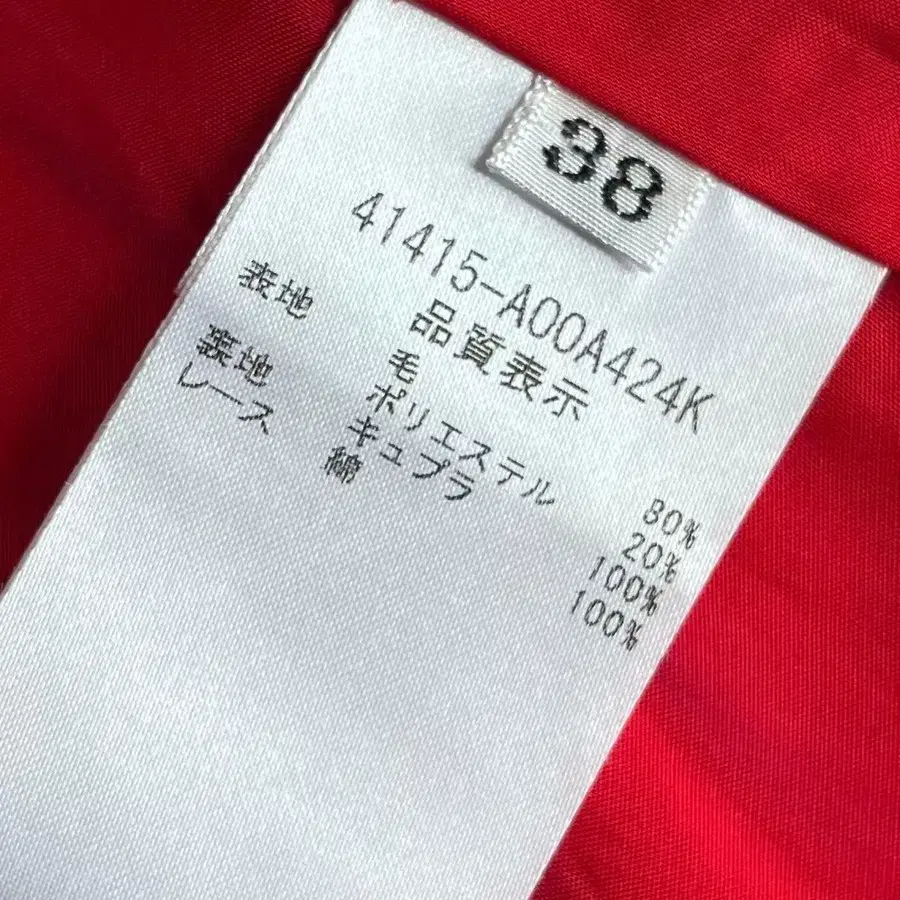 38
41415-A00A424K
品質表示
表地 毛 80%
ポリエステル 20%
裏地 キュプラ 100%
レース 綿 100%